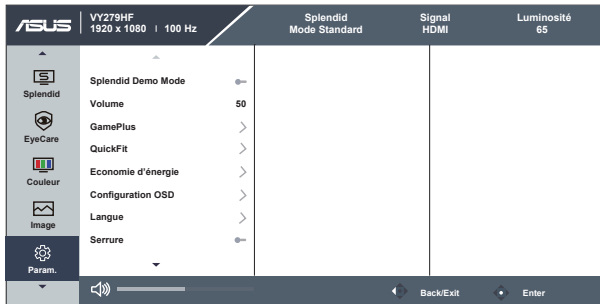 ASUS
VY279HF
1920 x 1080 100 Hz
Splendid
Mode Standard
Signal
HDMI
Luminosité
65
Splendid
EyeCare
Couleur
Image
Param.
Splendid Demo Mode
Volume 50
GamePlus
QuickFit
Economie d'énergie
Configuration OSD
Langue
Serrure
Back/Exit
Enter